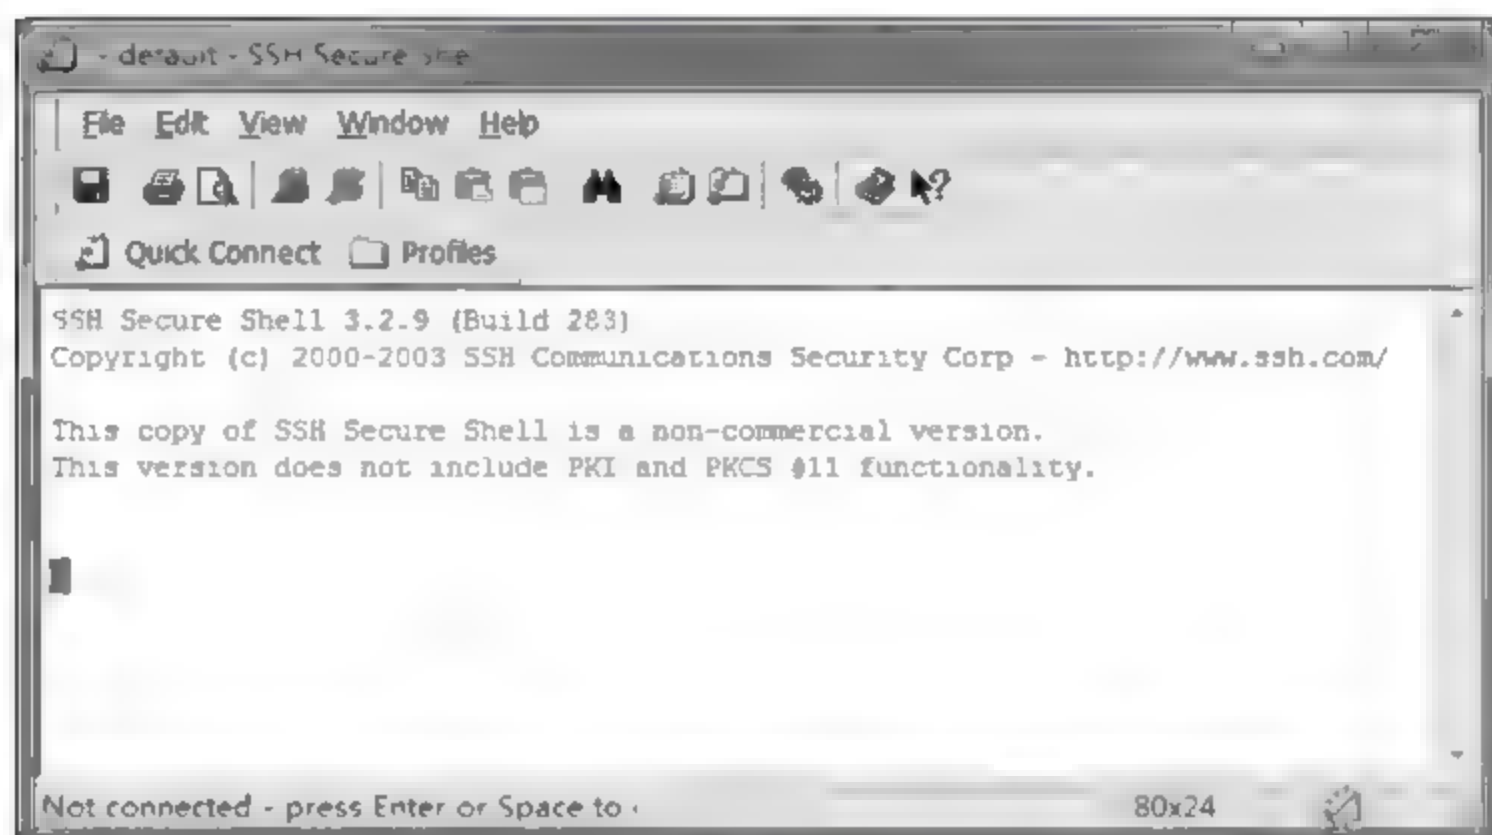 - default - SSH Secure She
File Edit View Window Help
Quick Connect Profiles
SSH Secure Shell 3.2.9 (Build 283)
Copyright (c) 2000-2003 SSH Communications Security Corp - http://www.ssh.com/
This copy of SSH Secure Shell is a non-commercial version.
This version does not include PKI and PKCS #11 functionality.
Not connected - press Enter or Space to
80x24